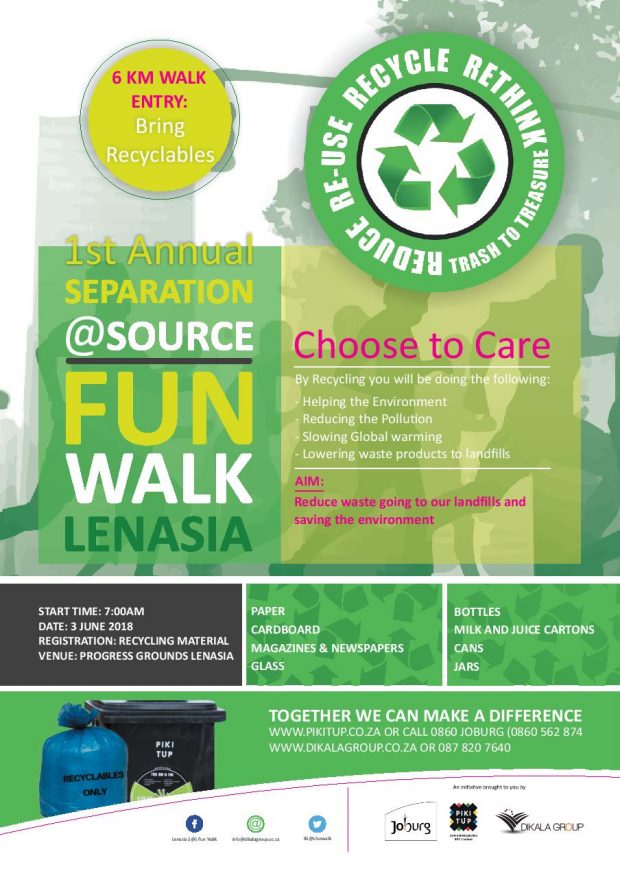 6 KM WALK
ENTRY:
Bring
Recyclables
REDUCE RE-USE RECYCLE RETHINK
TRASH TO TREASURE
1st Annual
SEPARATION
@SOURCE
FUN
WALK
LENASIA
Choose to Care
By Recycling you will be doing the following:
- Helping the Environment
- Reducing the Pollution
- Slowing Global warming
- Lowering waste products to landfills
AIM:
Reduce waste going to our landfills and
saving the environment
START TIME: 7:00AM
DATE: 3 JUNE 2018
REGISTRATION: RECYCLING MATERIAL
VENUE: PROGRESS GROUNDS LENASIA
PAPER
CARDBOARD
MAGAZINES & NEWSPAPERS
GLASS
BOTTLES
MILK AND JUICE CARTONS
CANS
JARS
TOGETHER WE CAN MAKE A DIFFERENCE
WWW.PIKITUP.CO.ZA OR CALL 0860 JOBURG (0860 562 874
WWW.DIKALAGROUP.CO.ZA OR 087 820 7640
RECYCLABLES
ONLY
PIKI
TUP
An initiative brought to you by
Lenasia S@S Fun Walk
info@dikalagroup.co.za
Joburg
PIKI
TUP
DIKALA GROUP